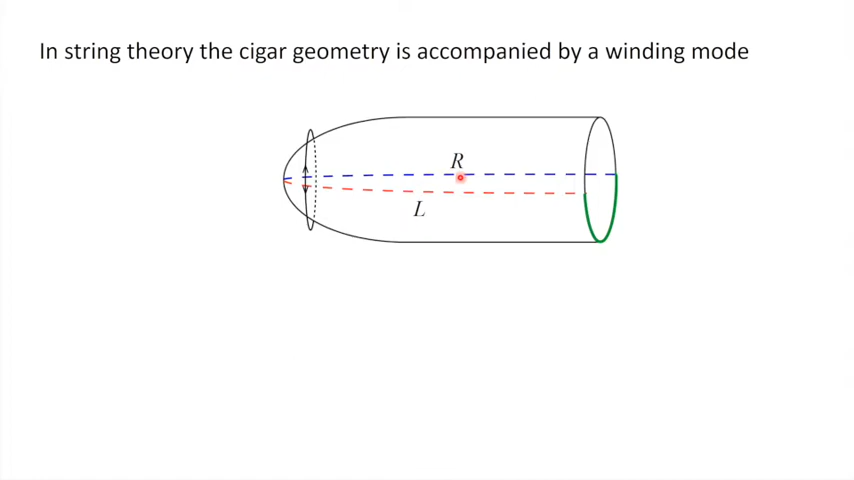 In string theory the cigar geometry is accompanied by a winding mode
R
L